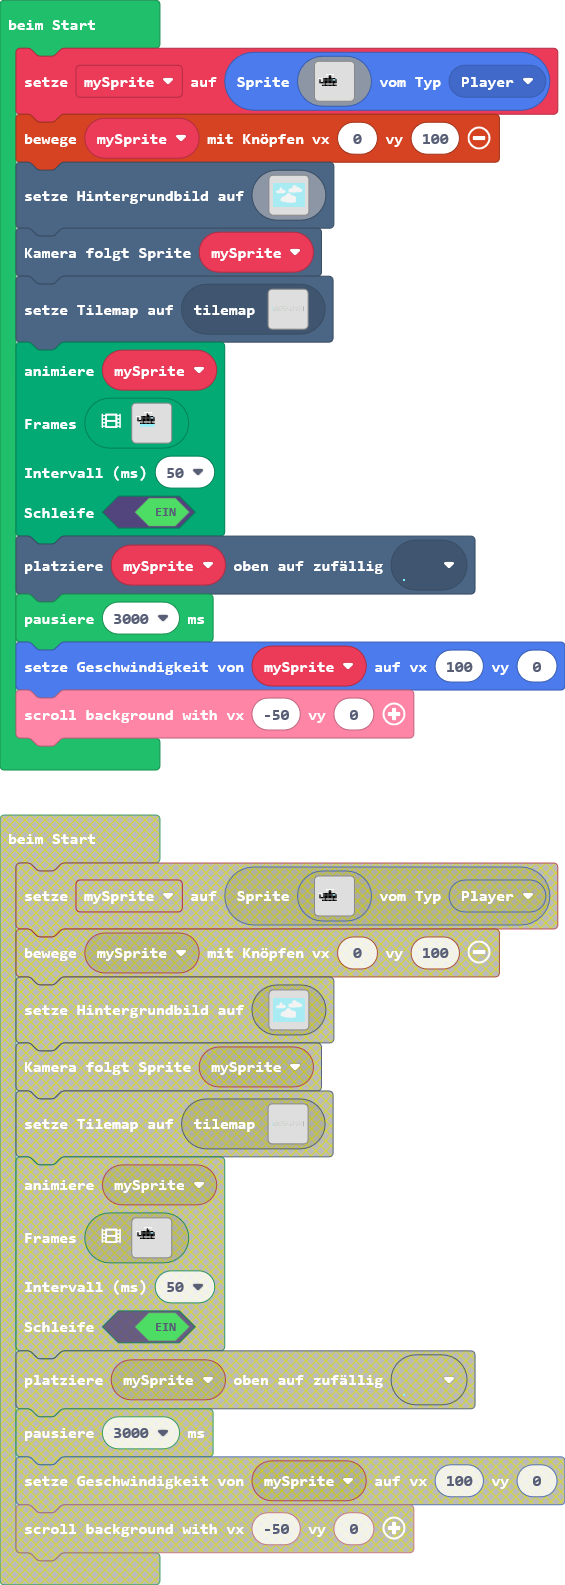 beim Start
setze mySprite auf Sprite vom Typ Player
bewege mySprite mit Knöpfen vx 0 vy 100
setze Hintergrundbild auf
Kamera folgt Sprite mySprite
setze Tilemap auf tilemap
animiere mySprite
Frames
Intervall (ms) 50
Schleife EIN
platziere mySprite oben auf zufällig
pausiere 3000 ms
setze Geschwindigkeit von mySprite auf vx 100 vy 0
scroll background with vx -50 vy 0
beim Start
setze mySprite auf Sprite vom Typ Player
bewege mySprite mit Knöpfen vx 0 vy 100
setze Hintergrundbild auf
Kamera folgt Sprite mySprite
setze Tilemap auf tilemap
animiere mySprite
Frames
Intervall (ms) 50
Schleife EIN
platziere mySprite oben auf zufällig
pausiere 3000 ms
setze Geschwindigkeit von mySprite auf vx 100 vy 0
scroll background with vx -50 vy 0